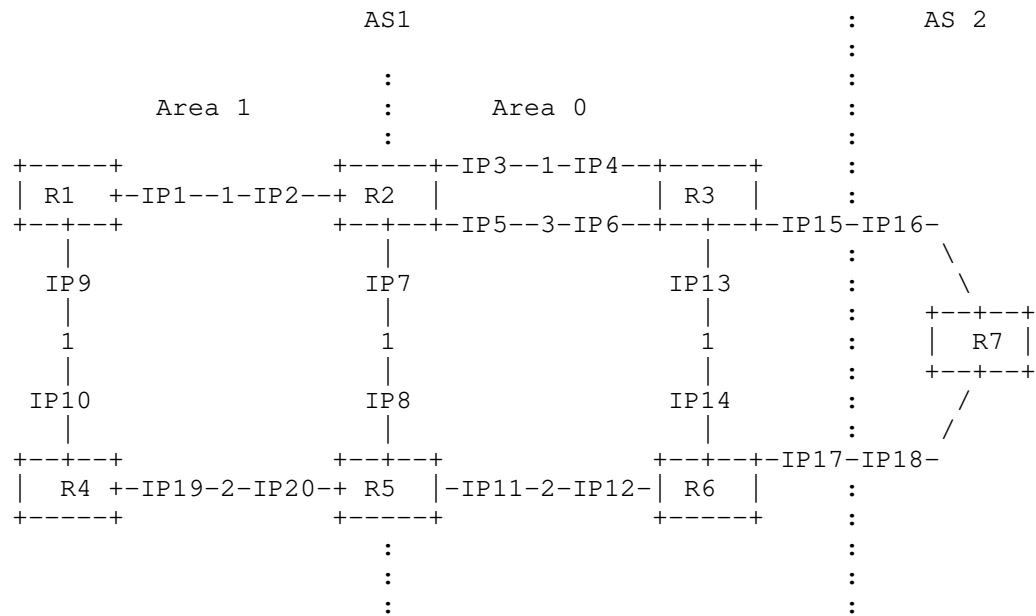 AS1                                  :     AS 2
                                                             :
                          :                                  :
          Area 1          :       Area 0                     :
                          :                                  :
+-----+               +-----+-IP3--1-IP4--+-----+            :
| R1  +-IP1--1-IP2--+ R2  |             | R3  |            :
+--+--+               +--+--+-IP5--3-IP6--+--+--+-IP15-:-IP16-
   |                     |                   |               :      \
  IP9                   IP7                 IP13             :       \
   |                     |                   |               :     +--+--+
   1                     1                   1               :     |  R7 |
   |                     |                   |               :     +--+--+
 IP10                   IP8                 IP14             :       /
   |                     |                   |               :      /
+--+--+               +--+--+             +--+--+-IP17-:-IP18-
|  R4 +-IP19-2-IP20-+ R5  |-IP11-2-IP12-| R6  |            :
+-----+               +-----+             +-----+            :
                         :                                   :
                         :                                   :
                         :                                   :